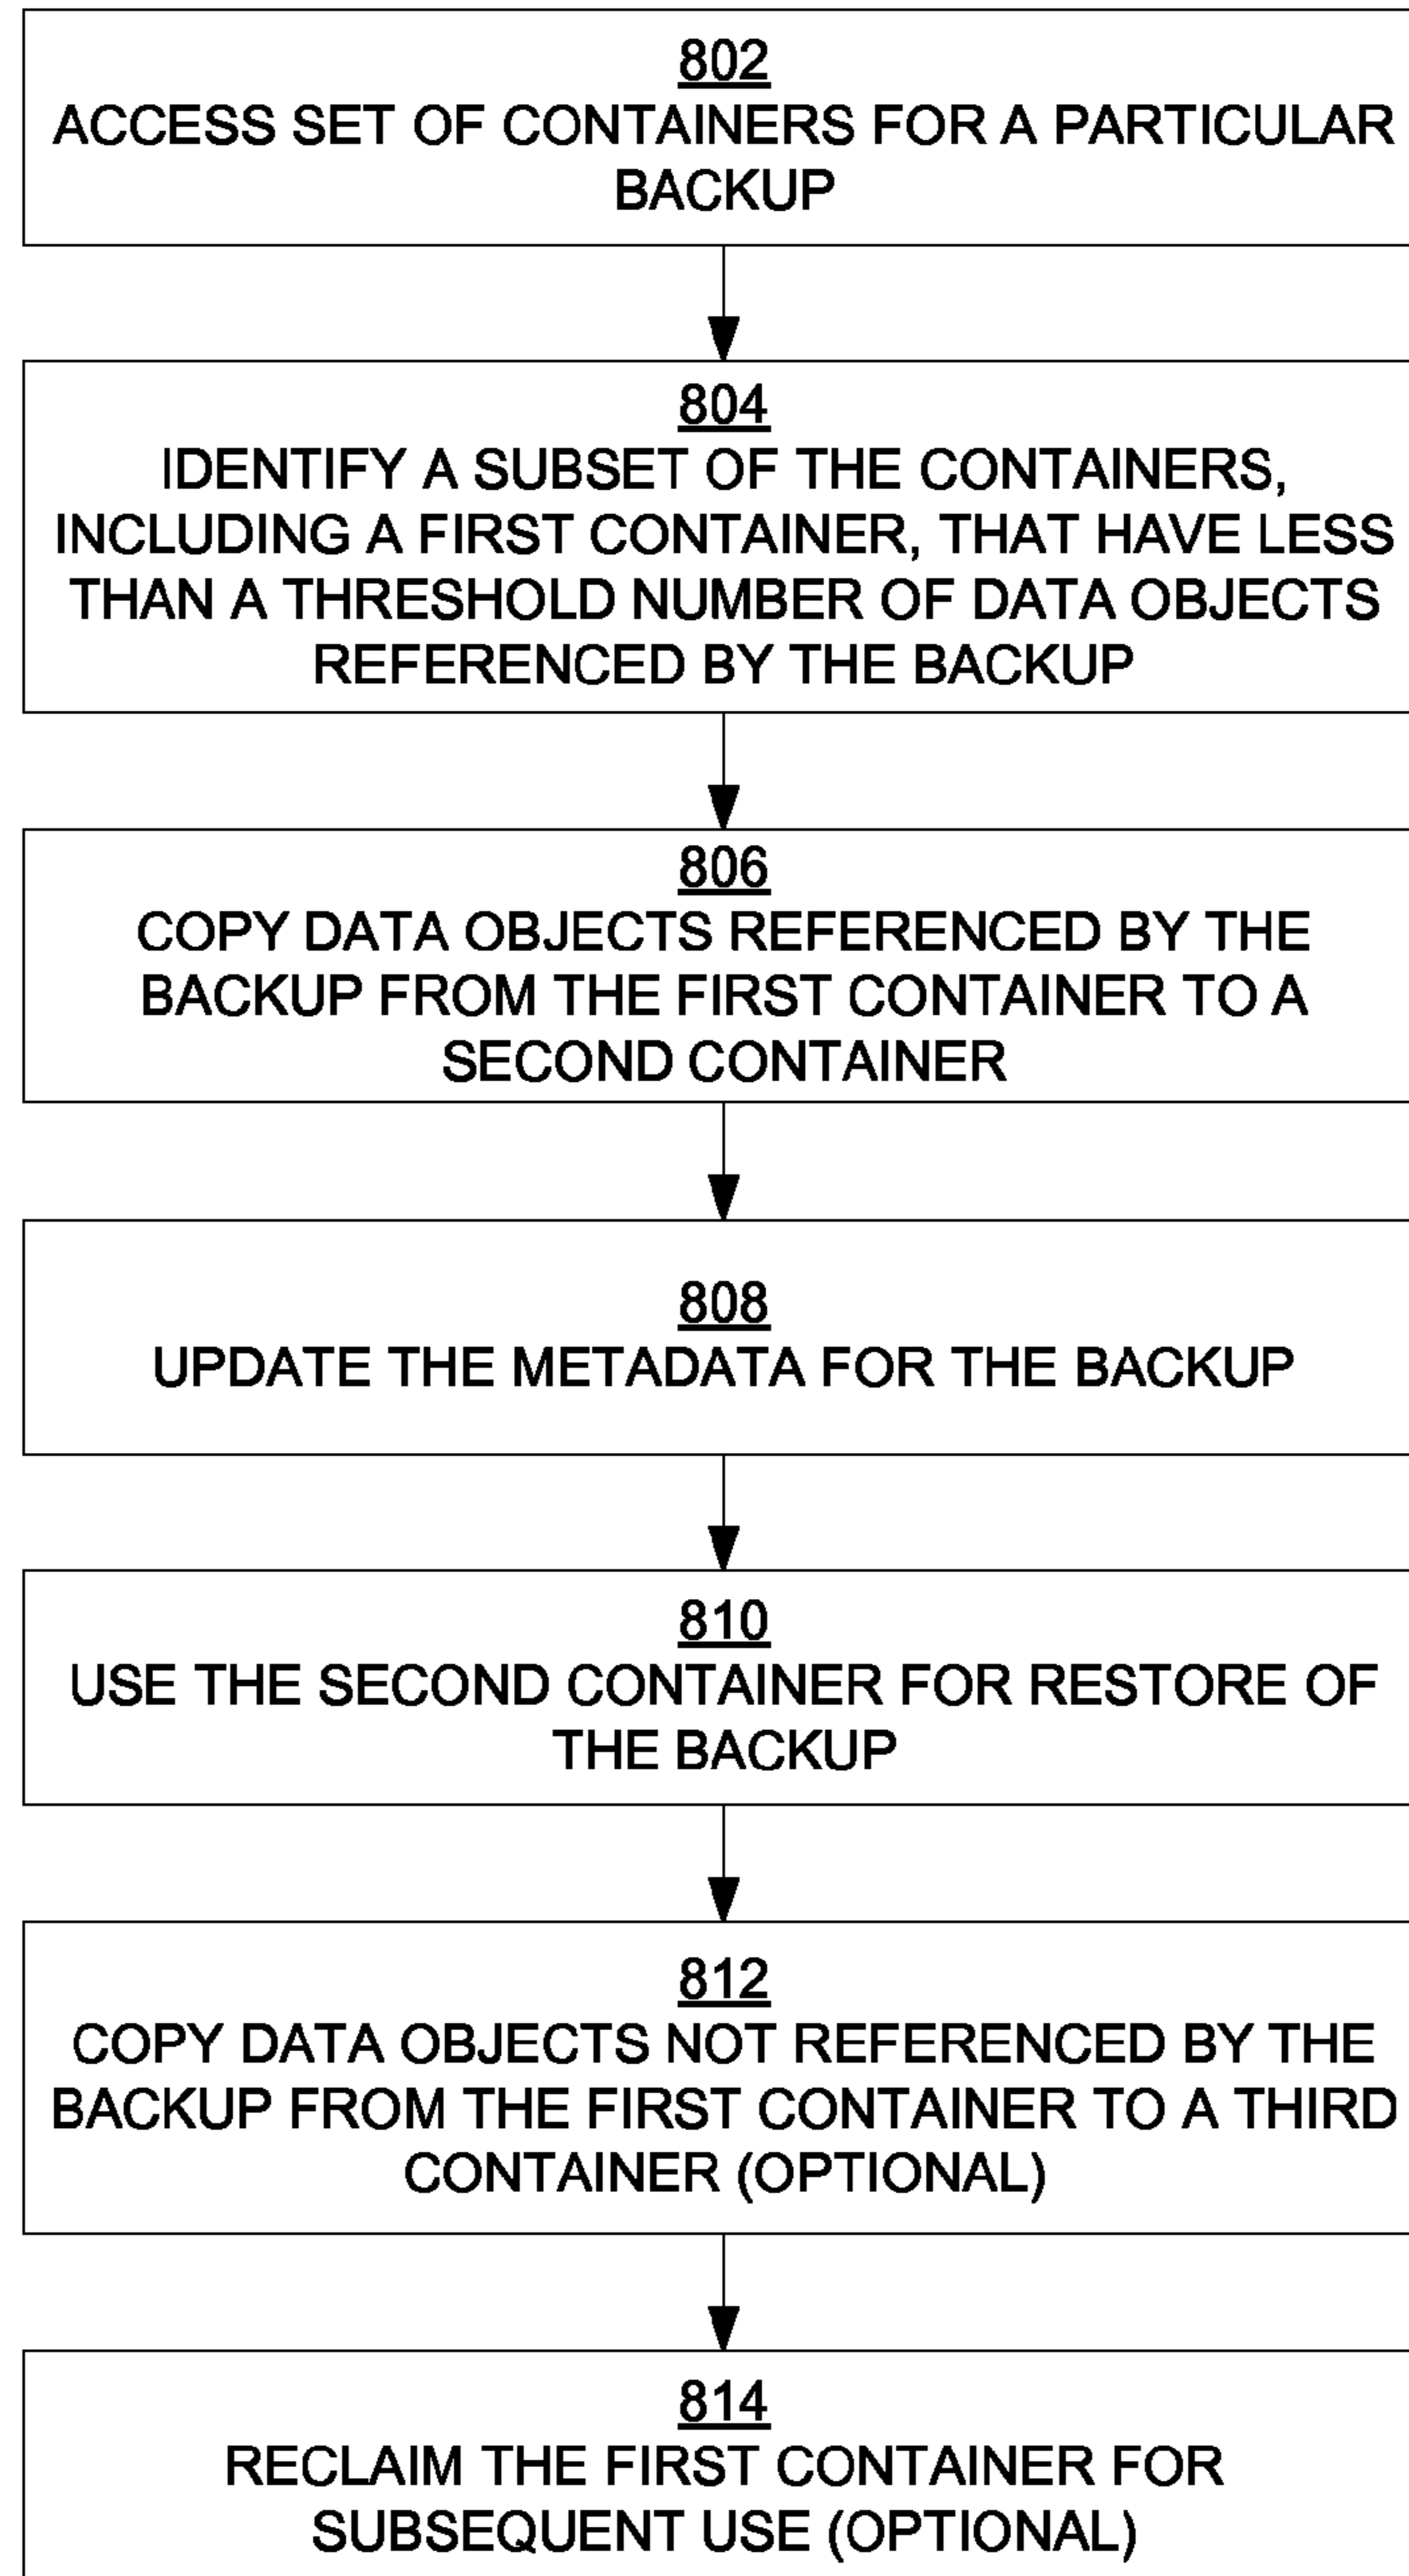 802
ACCESS SET OF CONTAINERS FOR A PARTICULAR
BACKUP
804
IDENTIFY A SUBSET OF THE CONTAINERS,
INCLUDING A FIRST CONTAINER, THAT HAVE LESS
THAN A THRESHOLD NUMBER OF DATA OBJECTS
REFERENCED BY THE BACKUP
806
COPY DATA OBJECTS REFERENCED BY THE
BACKUP FROM THE FIRST CONTAINER TO A
SECOND CONTAINER
808
UPDATE THE METADATA FOR THE BACKUP
810
USE THE SECOND CONTAINER FOR RESTORE OF
THE BACKUP
812
COPY DATA OBJECTS NOT REFERENCED BY THE
BACKUP FROM THE FIRST CONTAINER TO A THIRD
CONTAINER (OPTIONAL)
814
RECLAIM THE FIRST CONTAINER FOR
SUBSEQUENT USE (OPTIONAL)